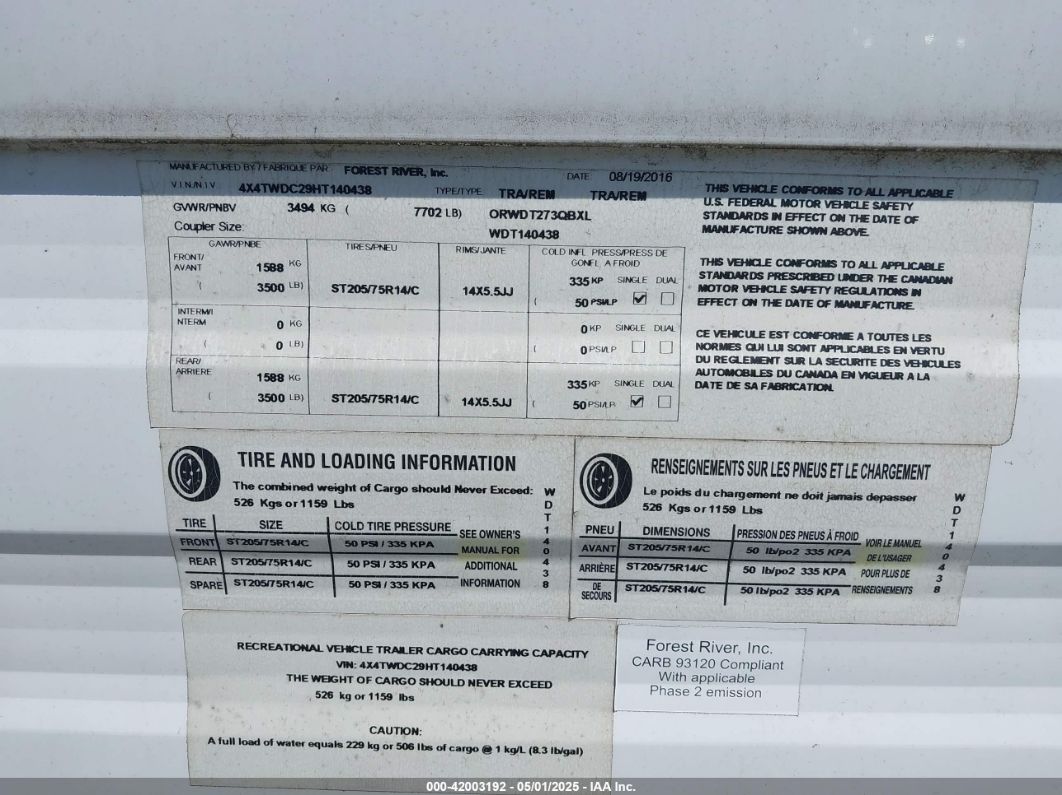 MANUFACTURED BY / FABRIQUE PAR FOREST RIVER, Inc. DATE 08/19/2016
V.I.N./N.I.V. 4X4TWDC29HT140438 TYPE/TYPE TRA/REM TRA/REM
GVWR/PNBV 3494 KG ( 7702 LB) ORWDT273QBXL
Coupler Size: WDT140438
GAWR/PNBE TIRES/PNEU RIMS/JANTE COLD INFL PRESS/PRESS DE GONFL A FROID
FRONT/ AVANT 1588 KG 335 KP SINGLE DUAL
( 3500 LB) ST205/75R14/C 14X5.5JJ ( 50 PSI/LP
INTERM/I NTERM 0 KG 0 KP SINGLE DUAL
( 0 LB) ( 0 PSI/LP
REAR/ ARRIERE 1588 KG 335 KP SINGLE DUAL
( 3500 LB) ST205/75R14/C 14X5.5JJ ( 50 PSI/LP
THIS VEHICLE CONFORMS TO ALL APPLICABLE
U.S. FEDERAL MOTOR VEHICLE SAFETY
STANDARDS IN EFFECT ON THE DATE OF
MANUFACTURE SHOWN ABOVE.
THIS VEHICLE CONFORMS TO ALL APPLICABLE
STANDARDS PRESCRIBED UNDER THE CANADIAN
MOTOR VEHICLE SAFETY REGULATIONS IN
EFFECT ON THE DATE OF MANUFACTURE.
CE VEHICULE EST CONFORME A TOUTES LES
NORMES QUI LUI SONT APPLICABLES EN VERTU
DU REGLEMENT SUR LA SECURITE DES VEHICULES
AUTOMOBILES DU CANADA EN VIGUEUR A LA
DATE DE SA FABRICATION.
TIRE AND LOADING INFORMATION
The combined weight of Cargo should Never Exceed:
526 Kgs or 1159 Lbs
TIRE SIZE COLD TIRE PRESSURE
FRONT ST205/75R14/C 50 PSI / 335 KPA
REAR ST205/75R14/C 50 PSI / 335 KPA
SPARE ST205/75R14/C 50 PSI / 335 KPA
SEE OWNER'S
MANUAL FOR
ADDITIONAL
INFORMATION
WDT140438
RENSEIGNEMENTS SUR LES PNEUS ET LE CHARGEMENT
Le poids du chargement ne doit jamais depasser
526 Kgs or 1159 Lbs
PNEU DIMENSIONS PRESSION DES PNEUS À FROID
AVANT ST205/75R14/C 50 lb/po2 335 KPA
ARRIÈRE ST205/75R14/C 50 lb/po2 335 KPA
DE SECOURS ST205/75R14/C 50 lb/po2 335 KPA
VOIR LE MANUEL
DE L'USAGER
POUR PLUS DE
RENSEIGNEMENTS
WDT140438
RECREATIONAL VEHICLE TRAILER CARGO CARRYING CAPACITY
VIN: 4X4TWDC29HT140438
THE WEIGHT OF CARGO SHOULD NEVER EXCEED
526 kg or 1159 lbs
CAUTION:
A full load of water equals 229 kg or 506 lbs of cargo @ 1 kg/L (8.3 lb/gal)
Forest River, Inc.
CARB 93120 Compliant
With applicable
Phase 2 emission
000-42003192 - 05/01/2025 - IAA Inc.